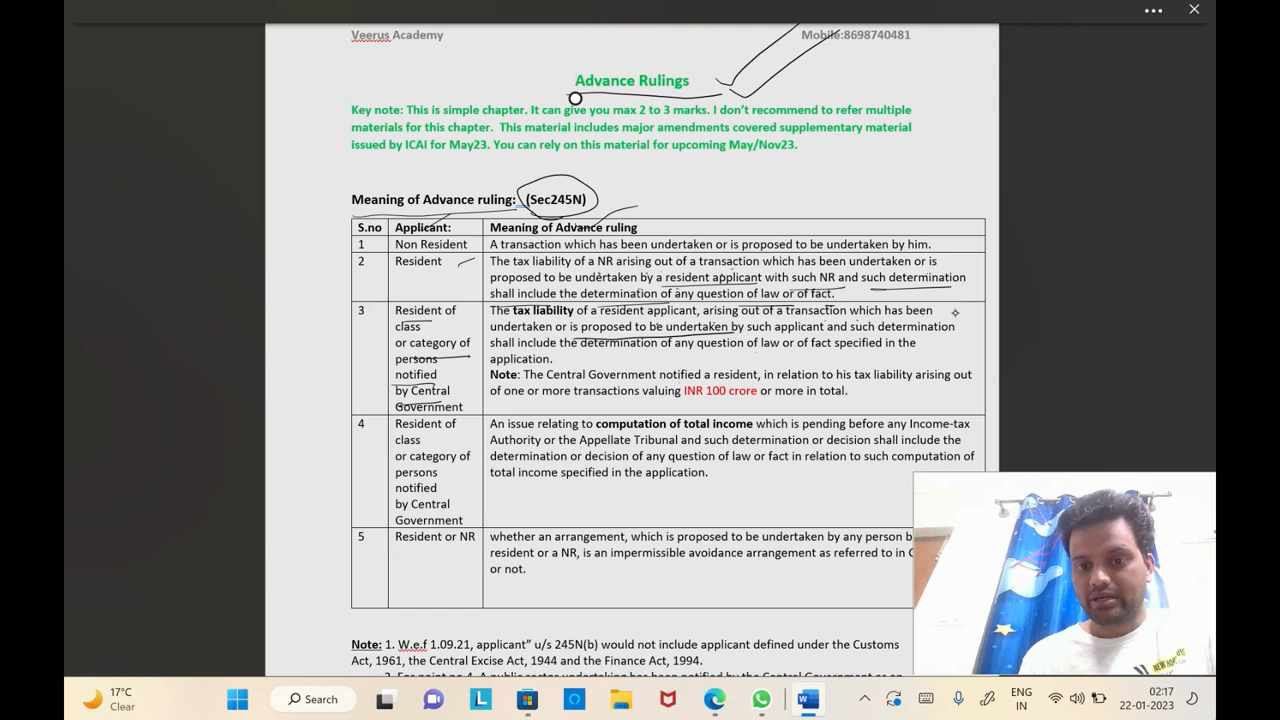 Veerus Academy Mobile:8698740481
Advance Rulings
Key note: This is simple chapter. It can give you max 2 to 3 marks. I don't recommend to refer multiple
materials for this chapter. This material includes major amendments covered supplementary material
issued by ICAI for May23. You can rely on this material for upcoming May/Nov23.
Meaning of Advance ruling: (Sec245N)
S.no Applicant: Meaning of Advance ruling
1 Non Resident A transaction which has been undertaken or is proposed to be undertaken by him.
2 Resident The tax liability of a NR arising out of a transaction which has been undertaken or is
proposed to be undertaken by a resident applicant with such NR and such determination
shall include the determination of any question of law or of fact.
3 Resident of The tax liability of a resident applicant, arising out of a transaction which has been
class undertaken or is proposed to be undertaken by such applicant and such determination
or category of shall include the determination of any question of law or of fact specified in the
persons application.
notified Note: The Central Government notified a resident, in relation to his tax liability arising out
by Central of one or more transactions valuing INR 100 crore or more in total.
Government
4 Resident of An issue relating to computation of total income which is pending before any Income-tax
class Authority or the Appellate Tribunal and such determination or decision shall include the
or category of determination or decision of any question of law or fact in relation to such computation of
persons total income specified in the application.
notified
by Central
Government
5 Resident or NR whether an arrangement, which is proposed to be undertaken by any person b
resident or a NR, is an impermissible avoidance arrangement as referred to in C
or not.
Note: 1. W.e.f 1.09.21, applicant" u/s 245N(b) would not include applicant defined under the Customs
Act, 1961, the Central Excise Act, 1944 and the Finance Act, 1994.
2. For point no 4. A public sector undertaking has been notified by the Central Government as an
17°C
Clear
Search
ENG
IN
02:17
22-01-2023